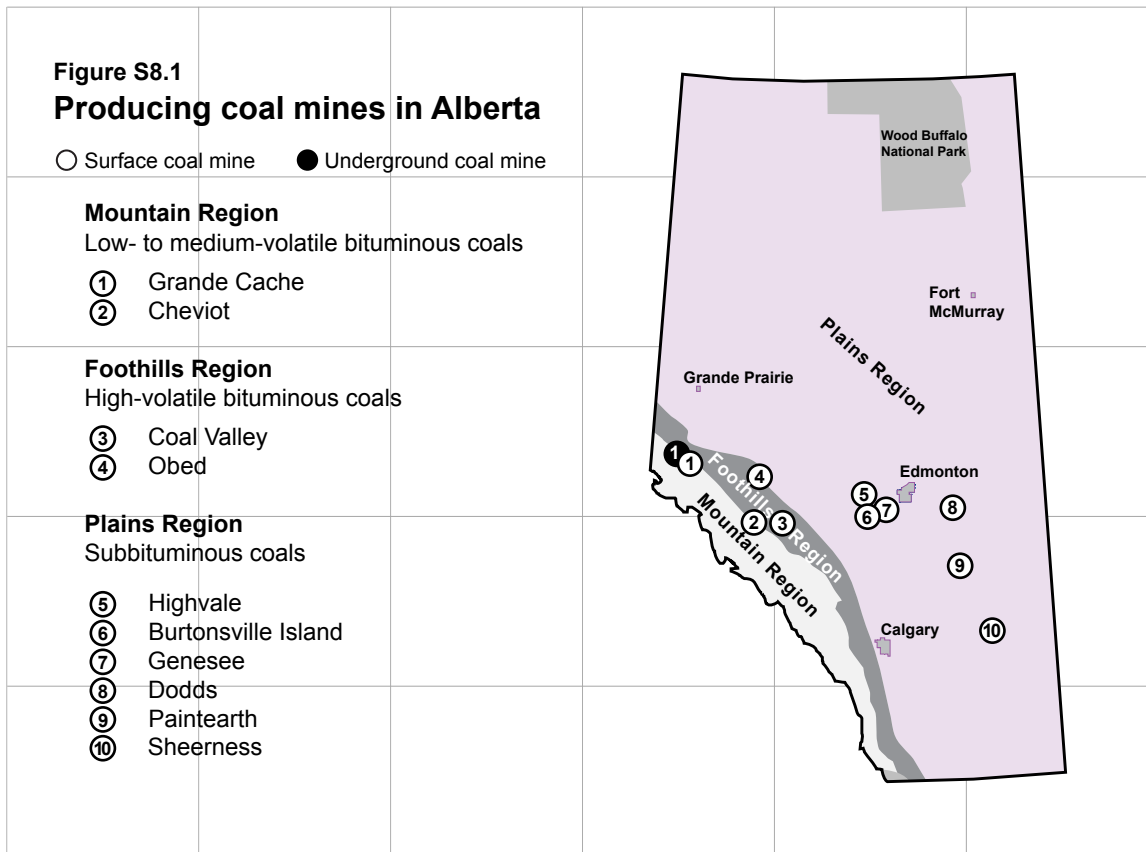 Figure S8.1
Producing coal mines in Alberta
Surface coal mine
Underground coal mine
Mountain Region
Low- to medium-volatile bituminous coals
1 Grande Cache
2 Cheviot
Foothills Region
High-volatile bituminous coals
3 Coal Valley
4 Obed
Plains Region
Subbituminous coals
5 Highvale
6 Burtonsville Island
7 Genesee
8 Dodds
9 Paintearth
10 Sheerness
Wood Buffalo
National Park
Fort
McMurray
Plains Region
Grande Prairie
1
1
4
Foothills Region
Mountain Region
2
3
Edmonton
5
6
7
8
9
Calgary
10